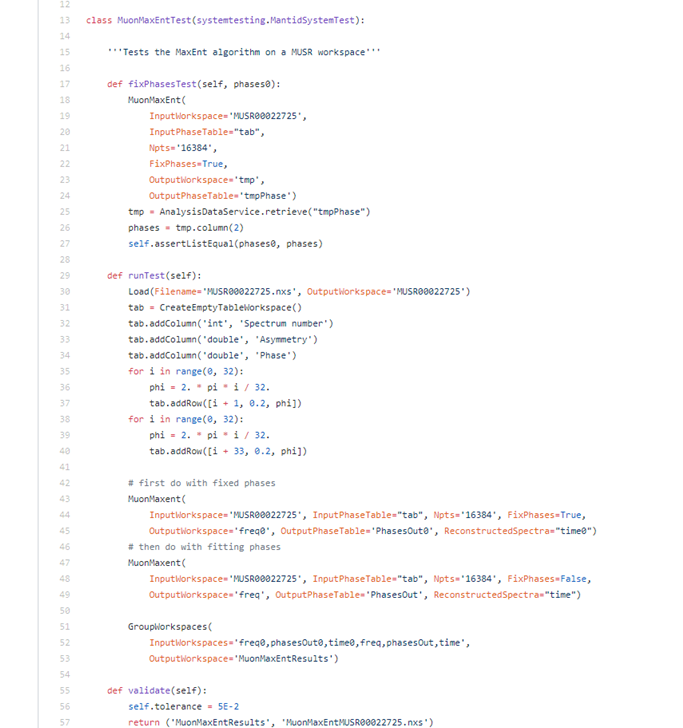 12
13 class MuonMaxEntTest(systemtesting.MantidSystemTest):
14
15     '''Tests the MaxEnt algorithm on a MUSR workspace'''
16
17     def fixPhasesTest(self, phases0):
18         MuonMaxEnt(
19             InputWorkspace='MUSR00022725',
20             InputPhaseTable="tab",
21             Npts='16384',
22             FixPhases=True,
23             OutputWorkspace='tmp',
24             OutputPhaseTable='tmpPhase')
25         tmp = AnalysisDataService.retrieve("tmpPhase")
26         phases = tmp.column(2)
27         self.assertListEqual(phases0, phases)
28
29     def runTest(self):
30         Load(Filename='MUSR00022725.nxs', OutputWorkspace='MUSR00022725')
31         tab = CreateEmptyTableWorkspace()
32         tab.addColumn('int', 'Spectrum number')
33         tab.addColumn('double', 'Asymmetry')
34         tab.addColumn('double', 'Phase')
35         for i in range(0, 32):
36             phi = 2. * pi * i / 32.
37             tab.addRow([i + 1, 0.2, phi])
38         for i in range(0, 32):
39             phi = 2. * pi * i / 32.
40             tab.addRow([i + 33, 0.2, phi])
41
42         # first do with fixed phases
43         MuonMaxent(
44             InputWorkspace='MUSR00022725', InputPhaseTable="tab", Npts='16384', FixPhases=True,
45             OutputWorkspace='freq0', OutputPhaseTable='PhasesOut0', ReconstructedSpectra="time0")
46         # then do with fitting phases
47         MuonMaxent(
48             InputWorkspace='MUSR00022725', InputPhaseTable="tab", Npts='16384', FixPhases=False,
49             OutputWorkspace='freq', OutputPhaseTable='PhasesOut', ReconstructedSpectra="time")
50
51         GroupWorkspaces(
52             InputWorkspaces='freq0,phasesOut0,time0,freq,phasesOut,time',
53             OutputWorkspace='MuonMaxEntResults')
54
55     def validate(self):
56         self.tolerance = 5E-2
57         return ('MuonMaxEntResults', 'MuonMaxEntMUSR00022725.nxs')